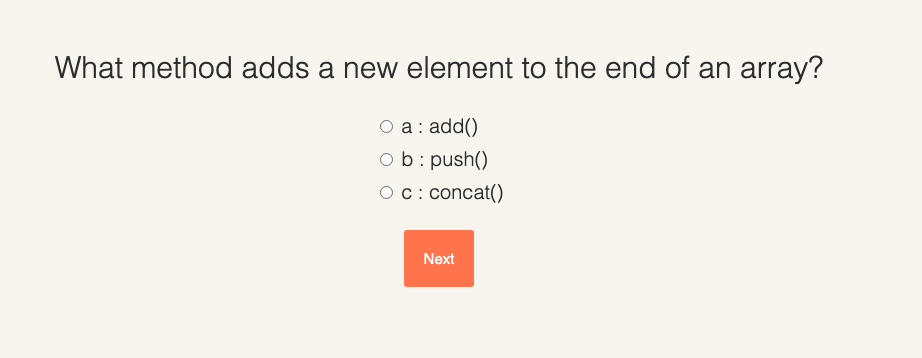 What method adds a new element to the end of an array?
a : add()
b : push()
c : concat()
Next